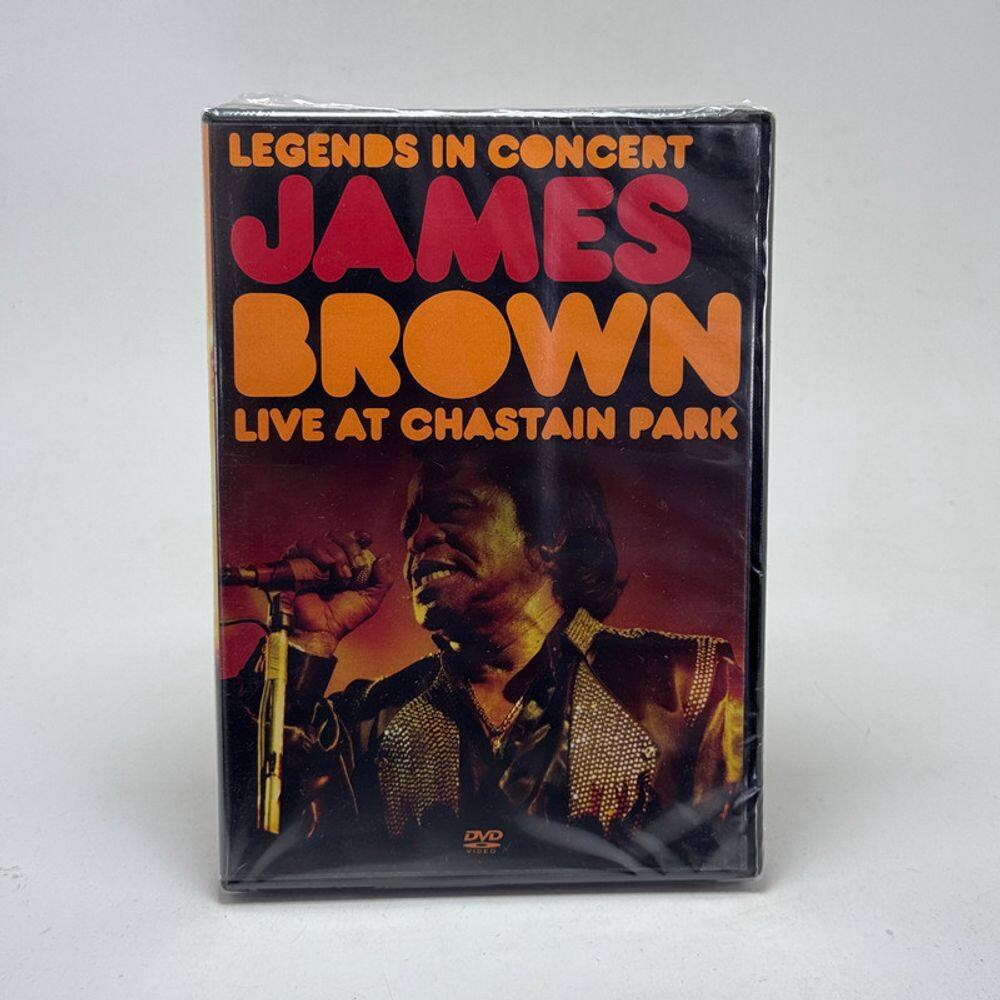 LEGENDS IN CONCERT
JAMES
BROWN
LIVE AT CHASTAIN PARK
DVD
VIDEO